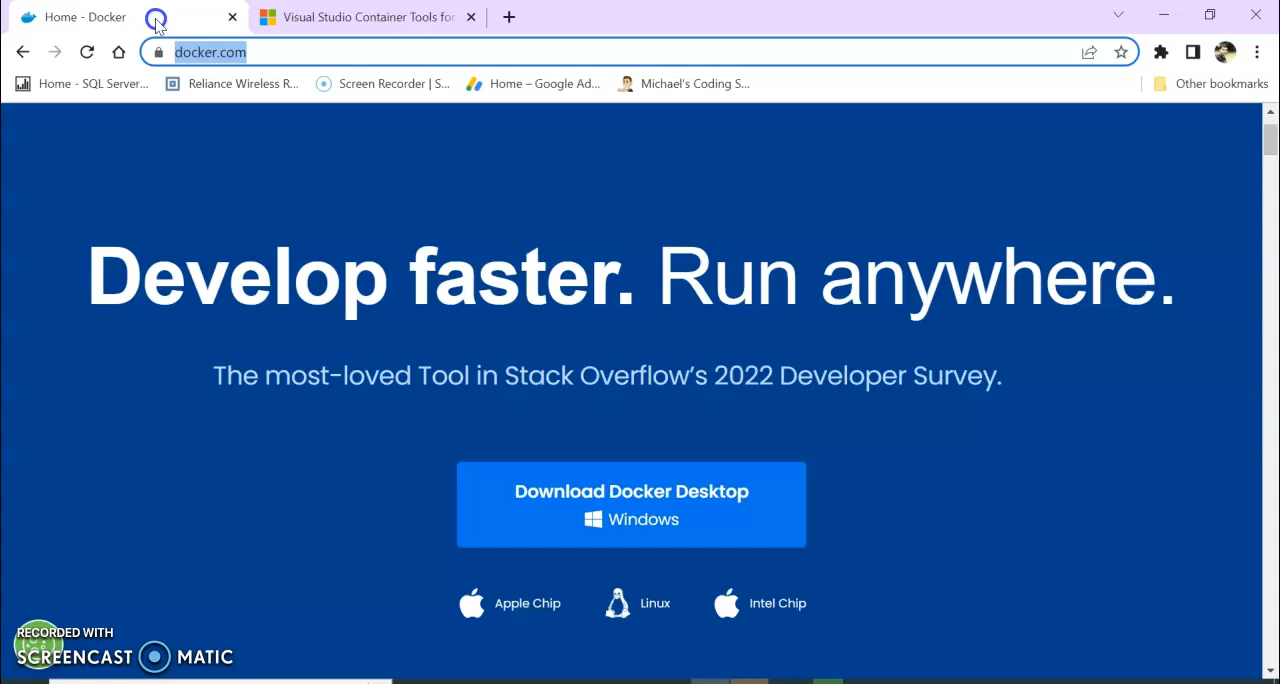 Home - Docker
Visual Studio Container Tools for
docker.com
Home - SQL Server...
Reliance Wireless R...
Screen Recorder | S...
Home – Google Ad...
Michael's Coding S...
Other bookmarks
Develop faster. Run anywhere.
The most-loved Tool in Stack Overflow's 2022 Developer Survey.
Download Docker Desktop
Windows
Apple Chip
Linux
Intel Chip
RECORDED WITH
SCREENCAST MATIC